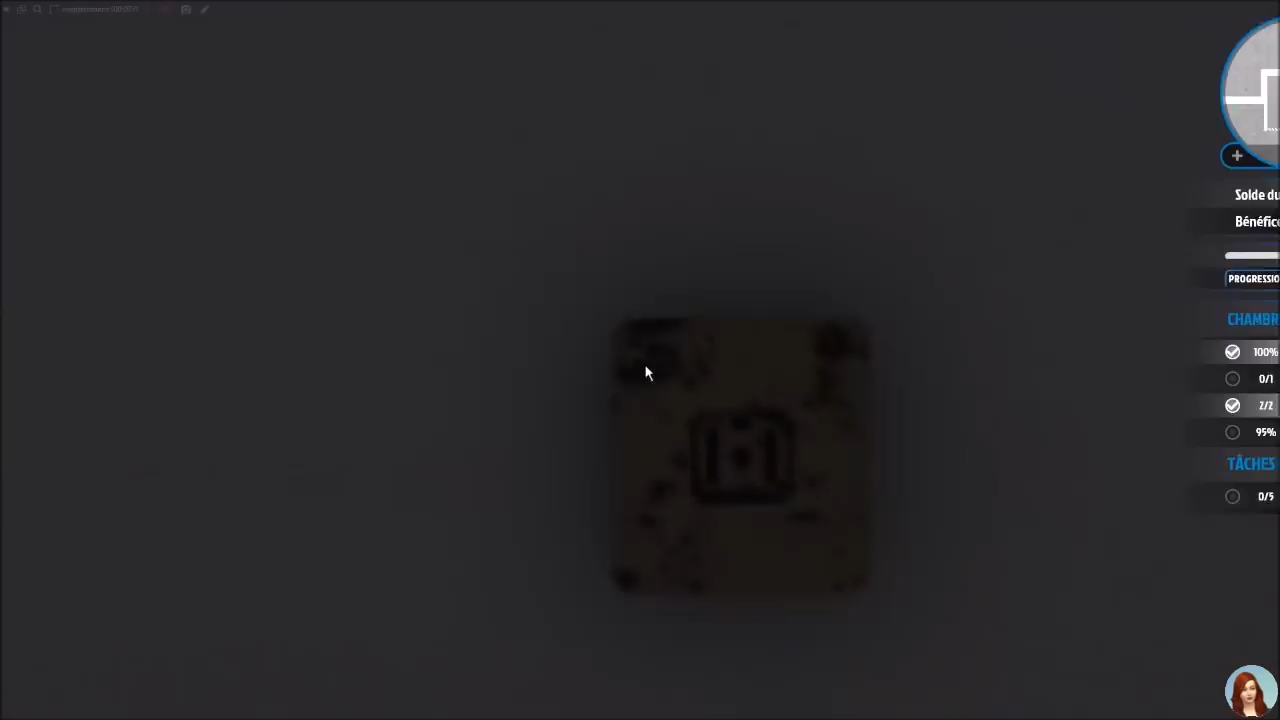 Solde du
Bénéfice
PROGRESSIO
CHAMBR
100%
0/1
2/2
95%
TÂCHES
0/5